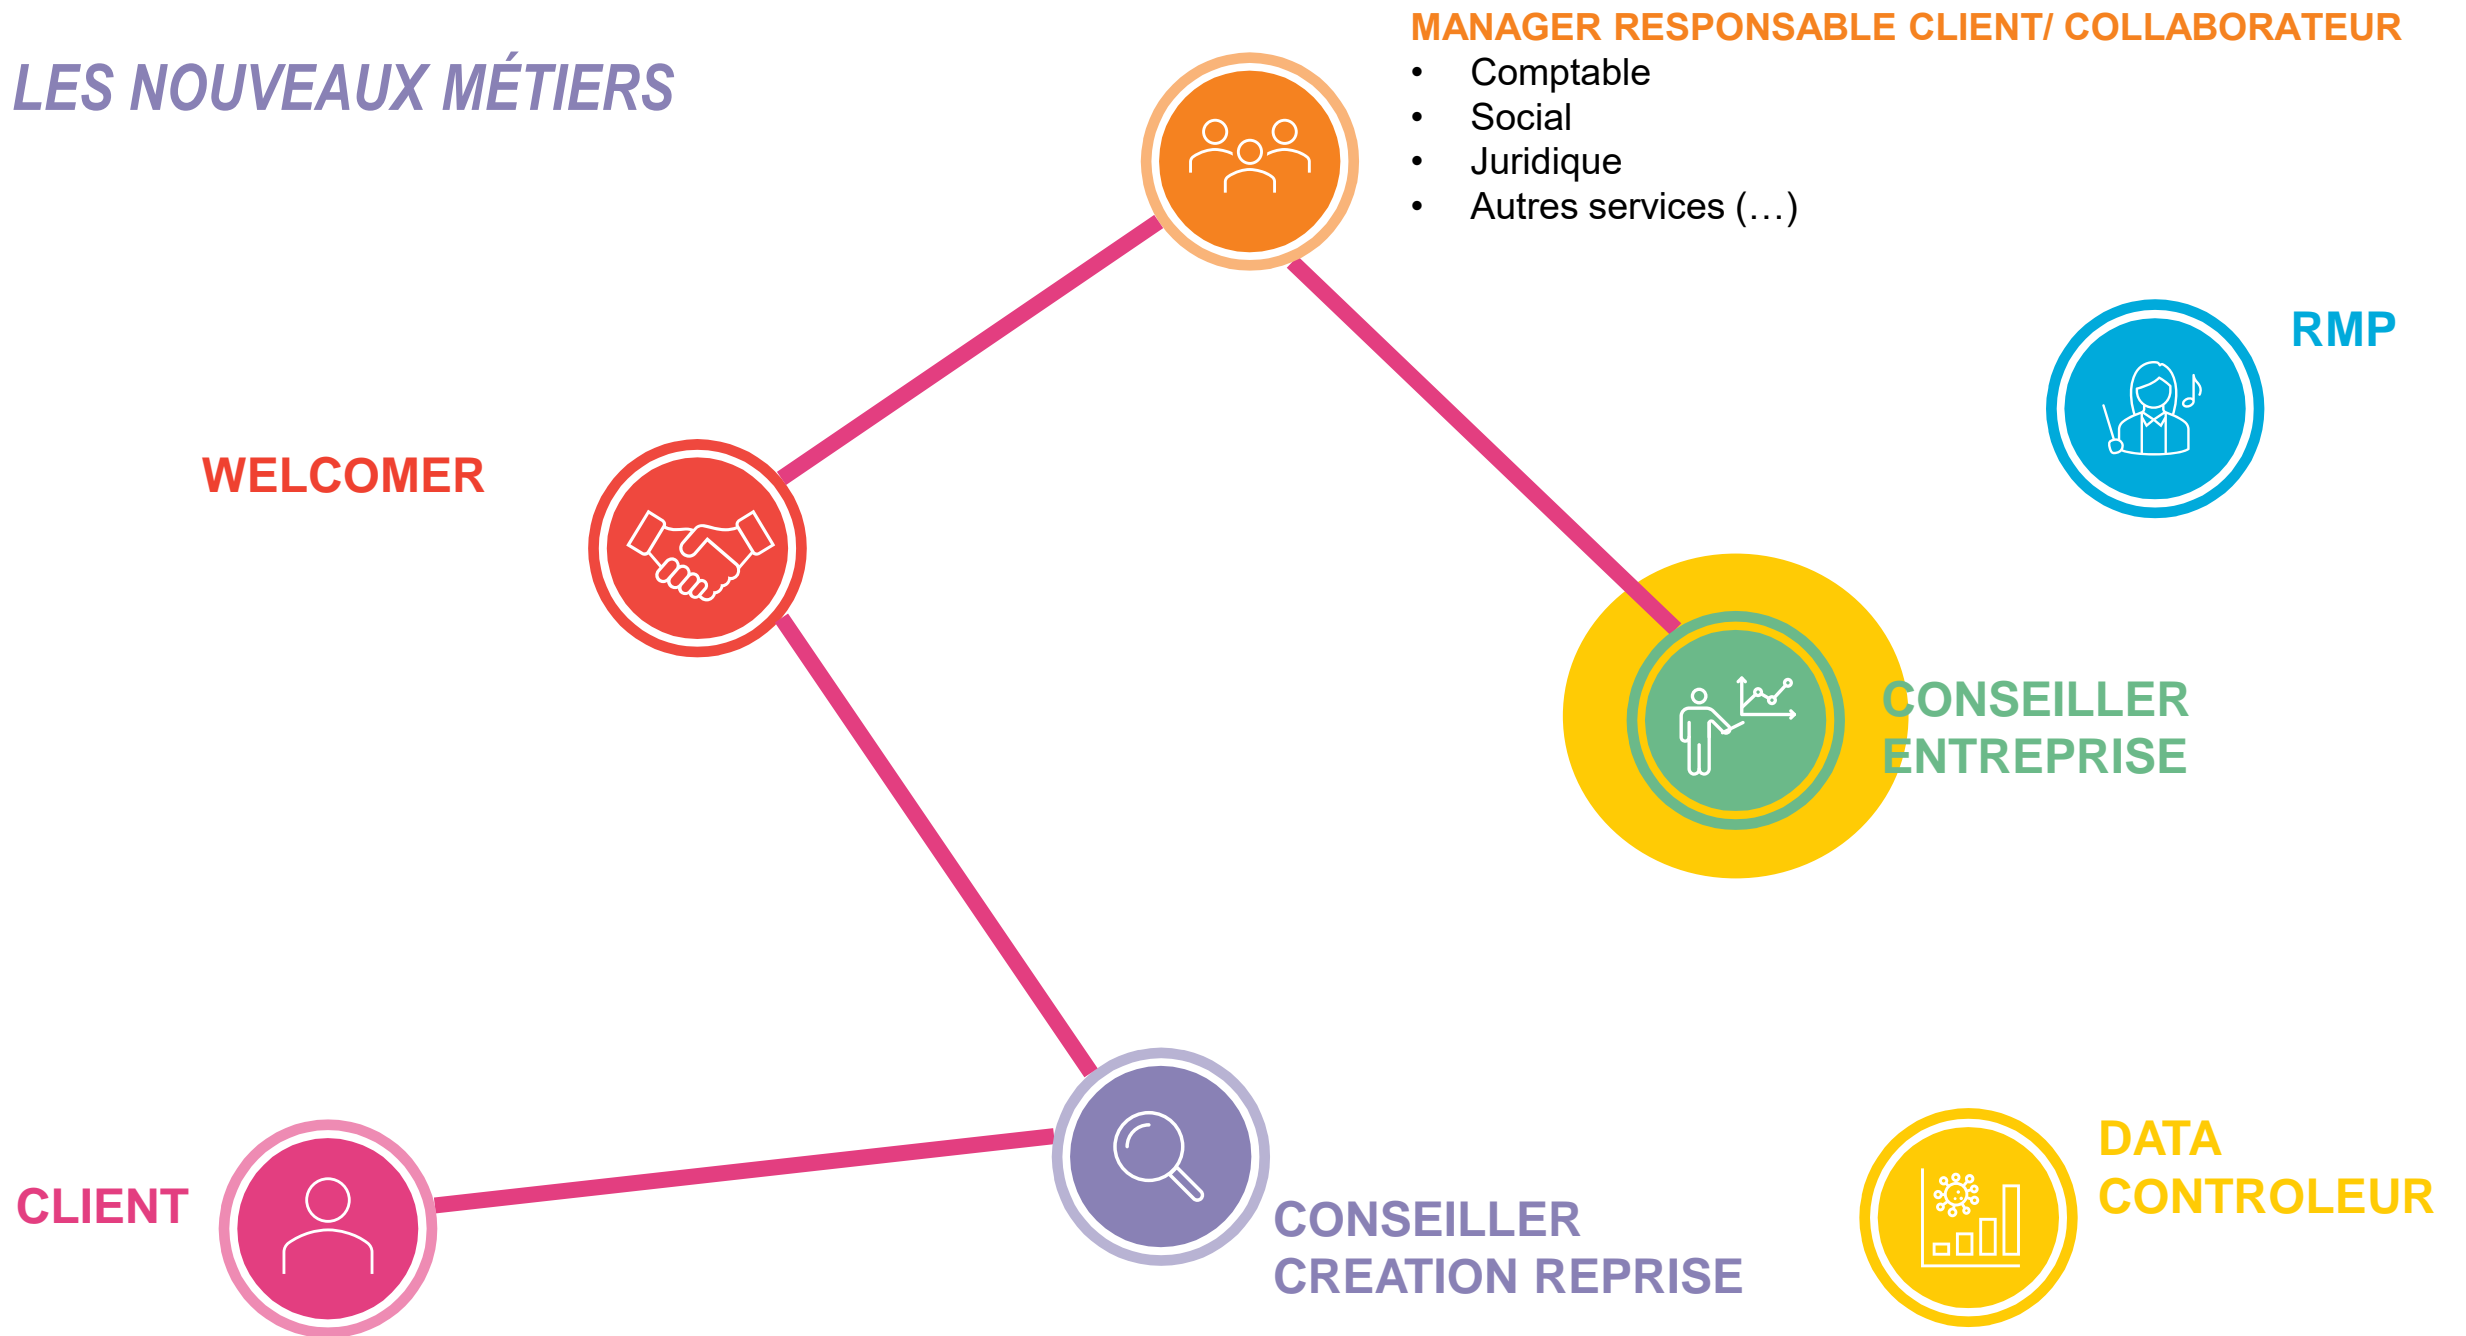 LES NOUVEAUX MÉTIERS
MANAGER RESPONSABLE CLIENT/ COLLABORATEUR
• Comptable
• Social
• Juridique
• Autres services (…)
RMP
WELCOMER
CONSEILLER
ENTREPRISE
CLIENT
CONSEILLER
CREATION REPRISE
DATA
CONTROLEUR